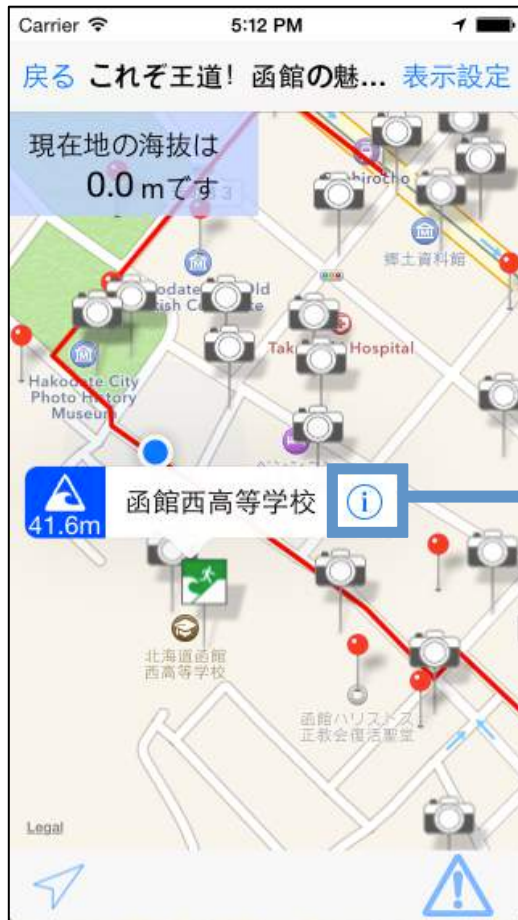 Carrier
5:12 PM
戻る これぞ王道！ 函館の魅... 表示設定
現在地の海抜は
0.0 mです
郷土資料館
Hospital
Hakodate City
Photo History
Museum
41.6m
函館西高等学校
i
北海道函館
西高等学校
函館ハリストス
正教会復活聖堂
Legal